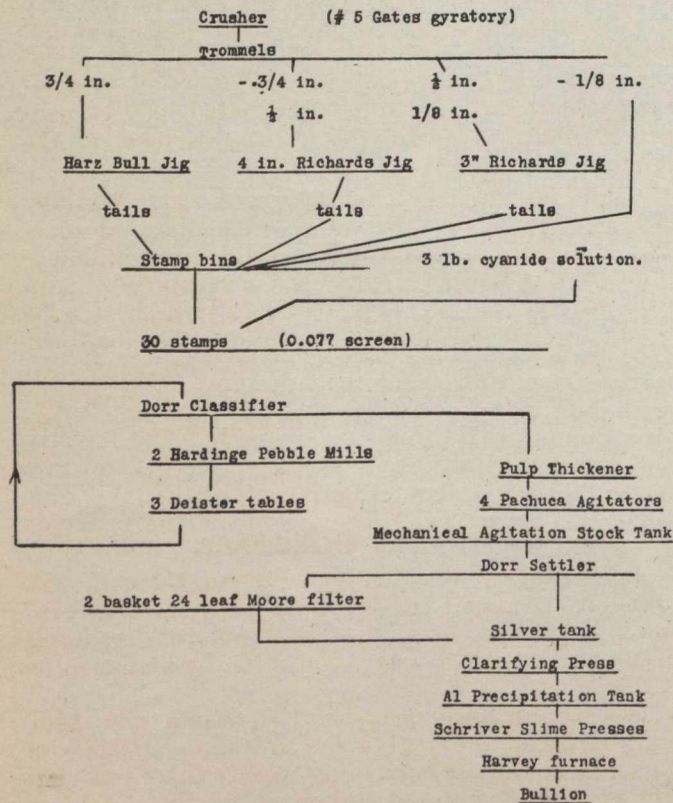 Crusher (# 5 Gates gyratory)
Trommels
3/4 in. - .3/4 in. ½ in. - 1/8 in.
½ in. 1/8 in.
Harz Bull Jig 4 in. Richards Jig 3" Richards Jig
tails tails tails
Stamp bins 3 lb. cyanide solution.
30 stamps (0.077 screen)
Dorr Classifier
2 Hardinge Pebble Mills
Pulp Thickener
3 Deister tables
4 Pachuca Agitators
Mechanical Agitation Stock Tank
Dorr Settler
2 basket 24 leaf Moore filter
Silver tank
Clarifying Press
Al Precipitation Tank
Schriver Slime Presses
Harvey furnace
Bullion